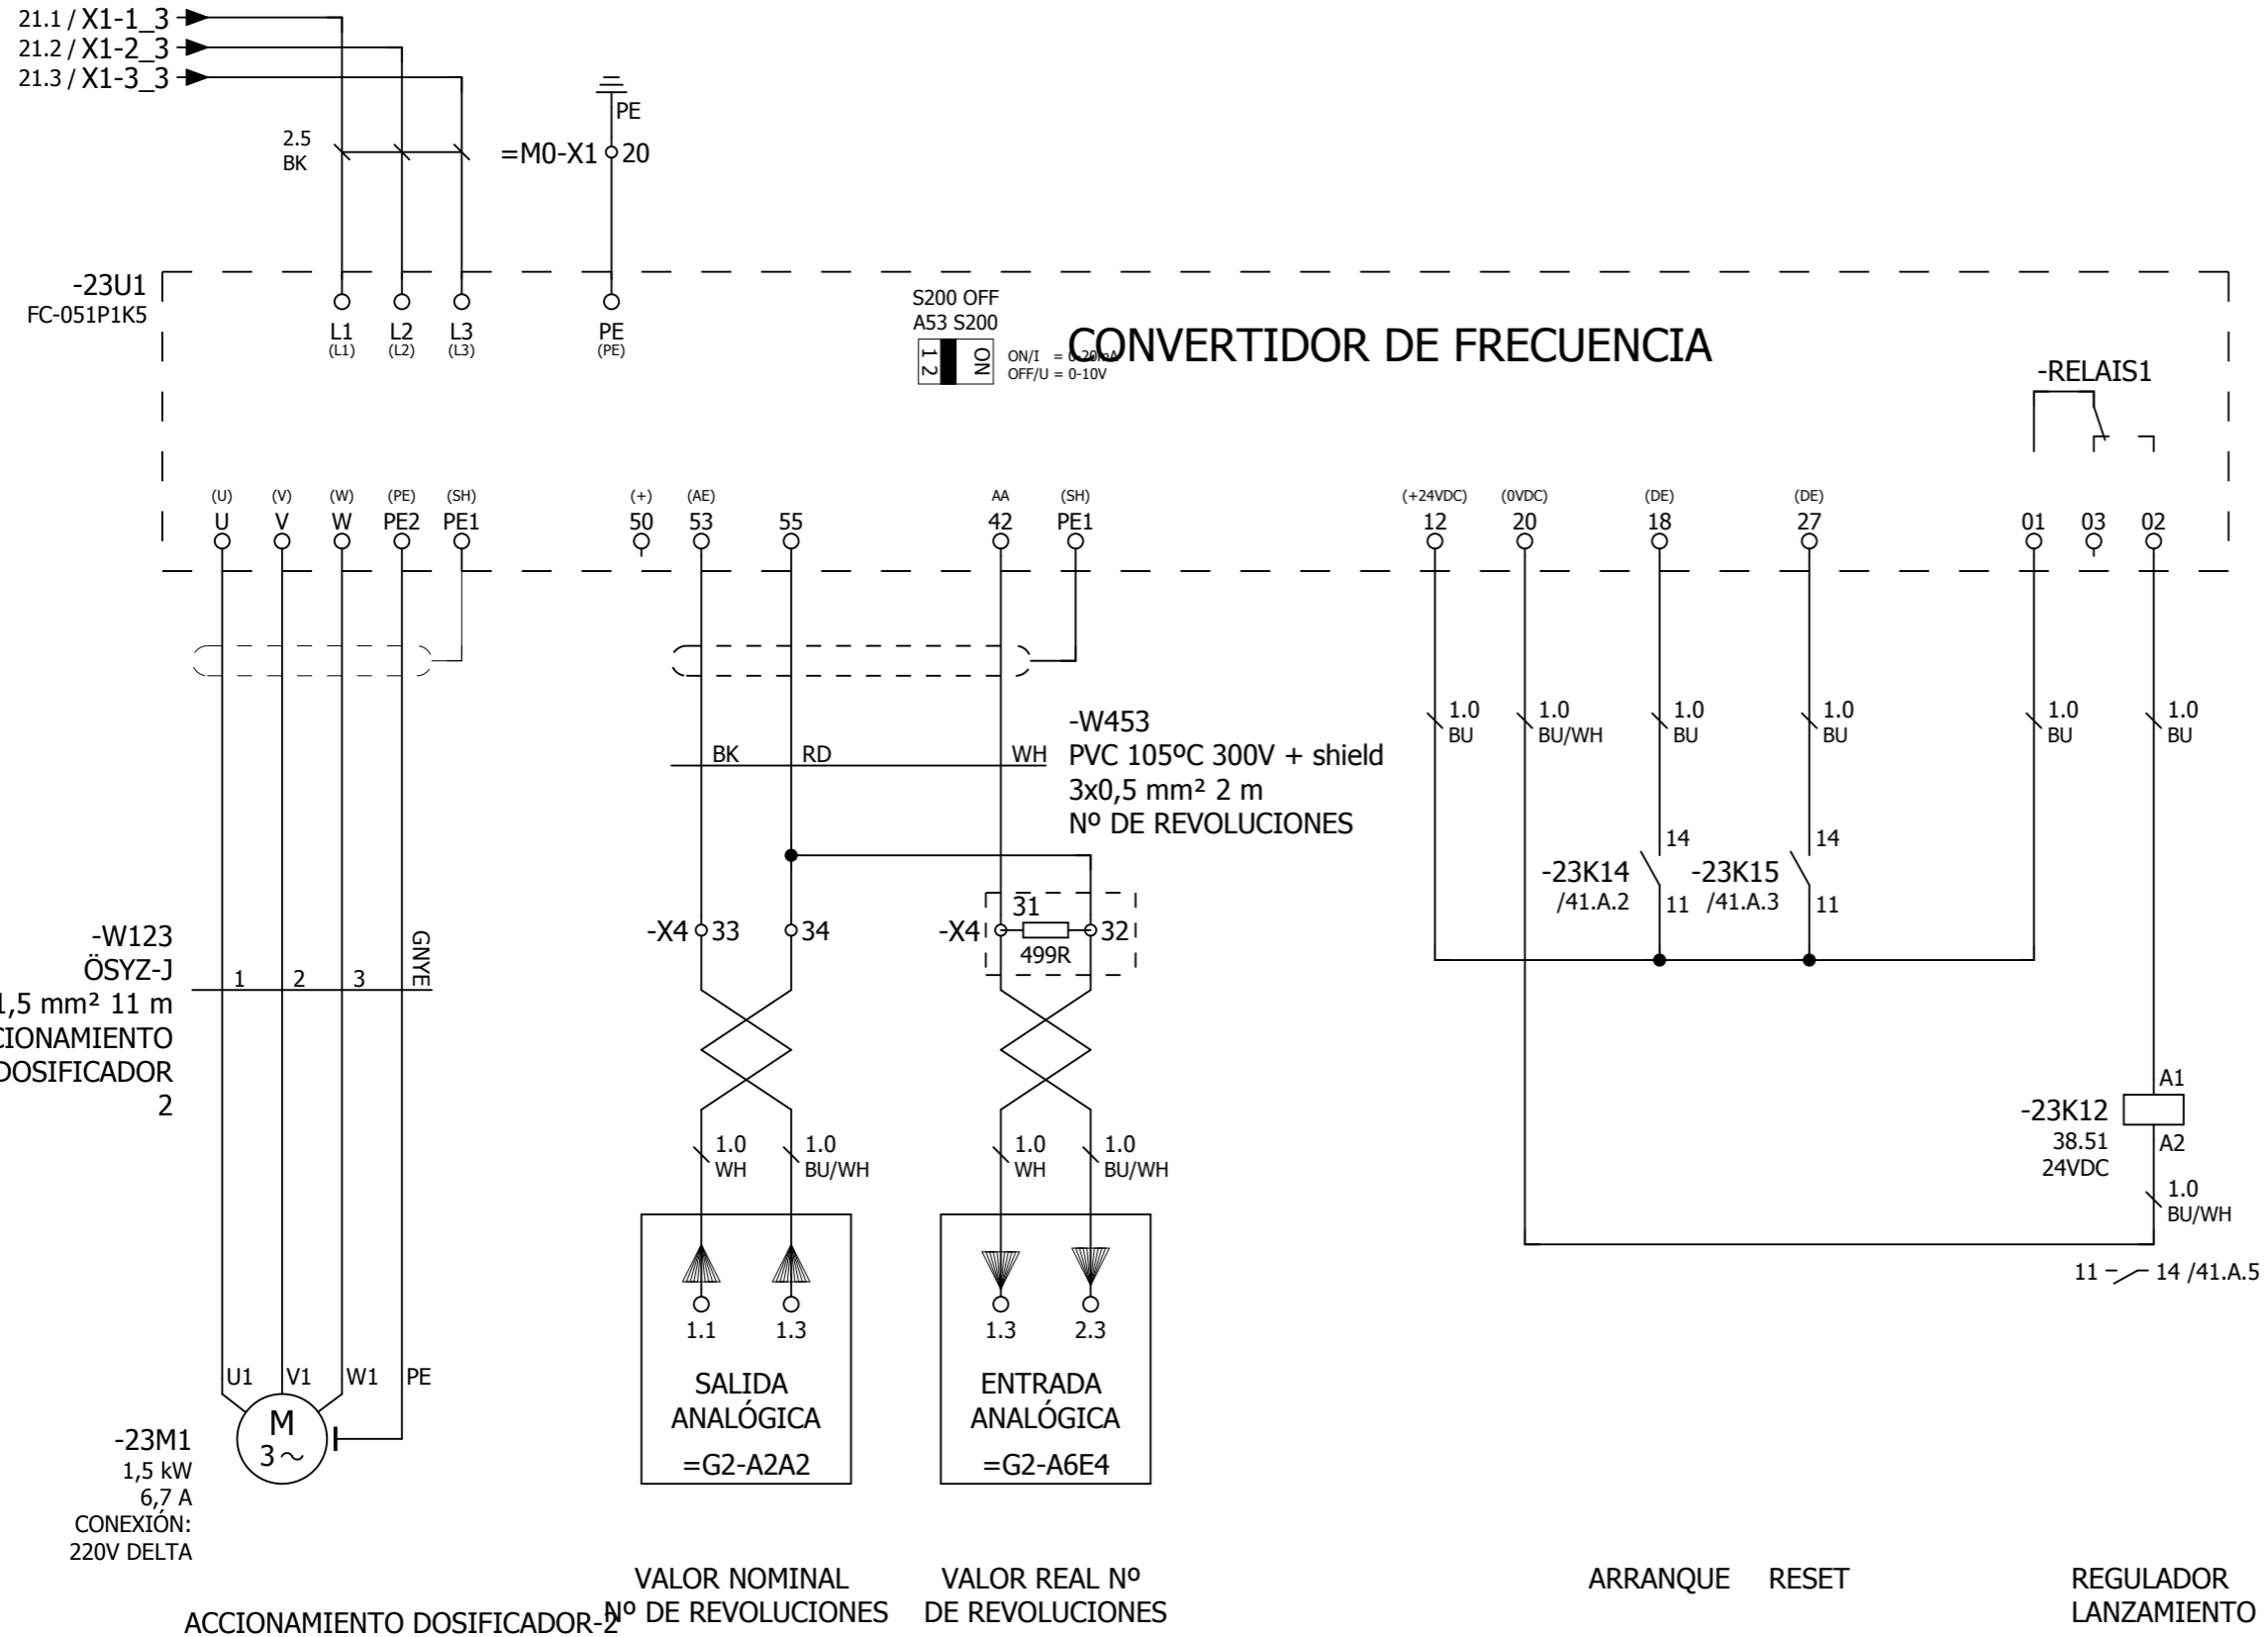 21.1 / X1-1_3
21.2 / X1-2_3
21.3 / X1-3_3
PE
2.5
BK
=M0-X1 20
-23U1
FC-051P1K5
L1 L2 L3 PE
(L1) (L2) (L3) (PE)
S200 OFF
A53 S200
1 2 ON
ON/I = 0-20mA
OFF/U = 0-10V
CONVERTIDOR DE FRECUENCIA
-RELAIS1
(U) (V) (W) (PE) (SH) (+) (AE) AA (SH) (+24VDC) (0VDC) (DE) (DE)
U V W PE2 PE1 50 53 55 42 PE1 12 20 18 27 01 03 02
1.0 1.0 1.0 1.0 1.0 1.0
BU BU/WH BU BU BU BU
BK RD WH
-W453
PVC 105ºC 300V + shield
3x0,5 mm² 2 m
Nº DE REVOLUCIONES
14 14
-23K14 -23K15
/41.A.2 11 /41.A.3 11
-X4 33 34 -X4 31 32
499R
-W123
ÖSYZ-J
1,5 mm² 11 m
CIONAMIENTO
DOSIFICADOR
2
1 2 3 GNYE
A1
-23K12
38.51
24VDC
A2
1.0
BU/WH
1.0 1.0 1.0 1.0
WH BU/WH WH BU/WH
11 14 /41.A.5
1.1 1.3 1.3 2.3
SALIDA
ANALÓGICA
=G2-A2A2
ENTRADA
ANALÓGICA
=G2-A6E4
U1 V1 W1 PE
M
3~
-23M1
1,5 kW
6,7 A
CONEXIÓN:
220V DELTA
ACCIONAMIENTO DOSIFICADOR-2
VALOR NOMINAL
Nº DE REVOLUCIONES
VALOR REAL Nº
DE REVOLUCIONES
ARRANQUE RESET
REGULADOR
LANZAMIENTO